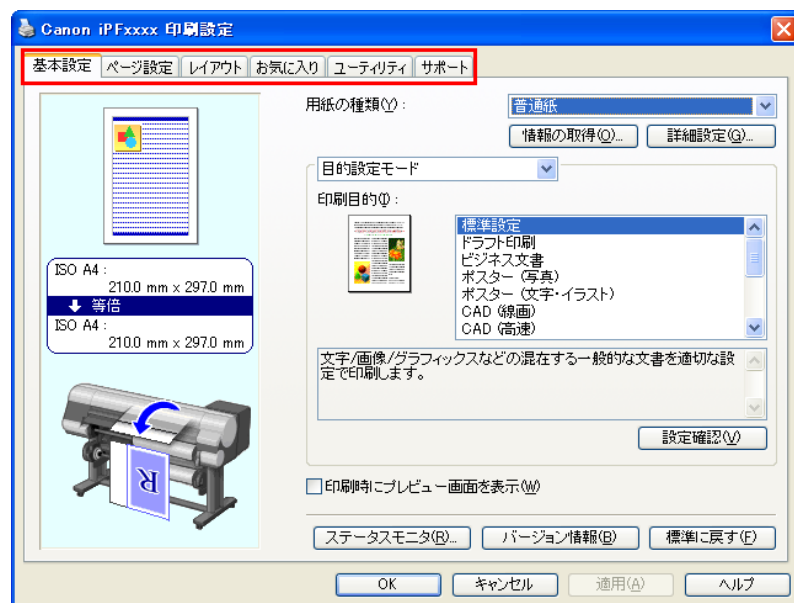 Canon iPFxxxx 印刷設定
基本設定 ページ設定 レイアウト お気に入り ユーティリティ サポート
用紙の種類(Y) : 普通紙
情報の取得(O)... 詳細設定(G)...
目的設定モード
印刷目的(I) :
標準設定
ドラフト印刷
ビジネス文書
ポスター (写真)
ポスター (文字・イラスト)
CAD (線画)
CAD (高速)
ISO A4 :
210.0 mm x 297.0 mm
等倍
ISO A4 :
210.0 mm x 297.0 mm
文字/画像/グラフィックスなどの混在する一般的な文書を適切な設
定で印刷します。
設定確認(V)
R
印刷時にプレビュー画面を表示(W)
ステータスモニタ(R)... バージョン情報(B) 標準に戻す(F)
OK キャンセル 適用(A) ヘルプ